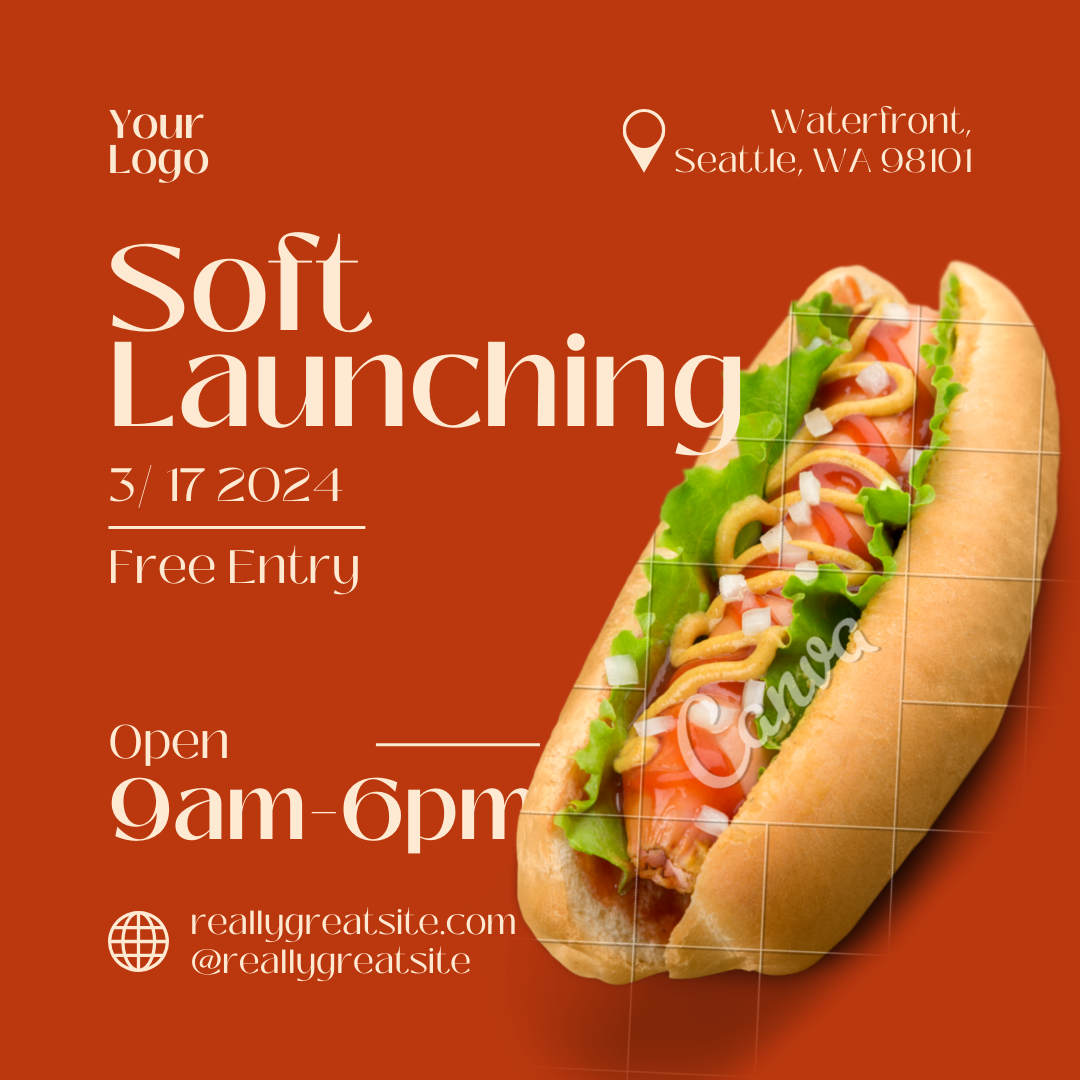 Your
Logo
Waterfront,
Seattle, WA 98101
Soft
Launching
3/ 17 2024
Free Entry
Open
9am-6pm
reallygreatsite.com
@reallygreatsite
Canva